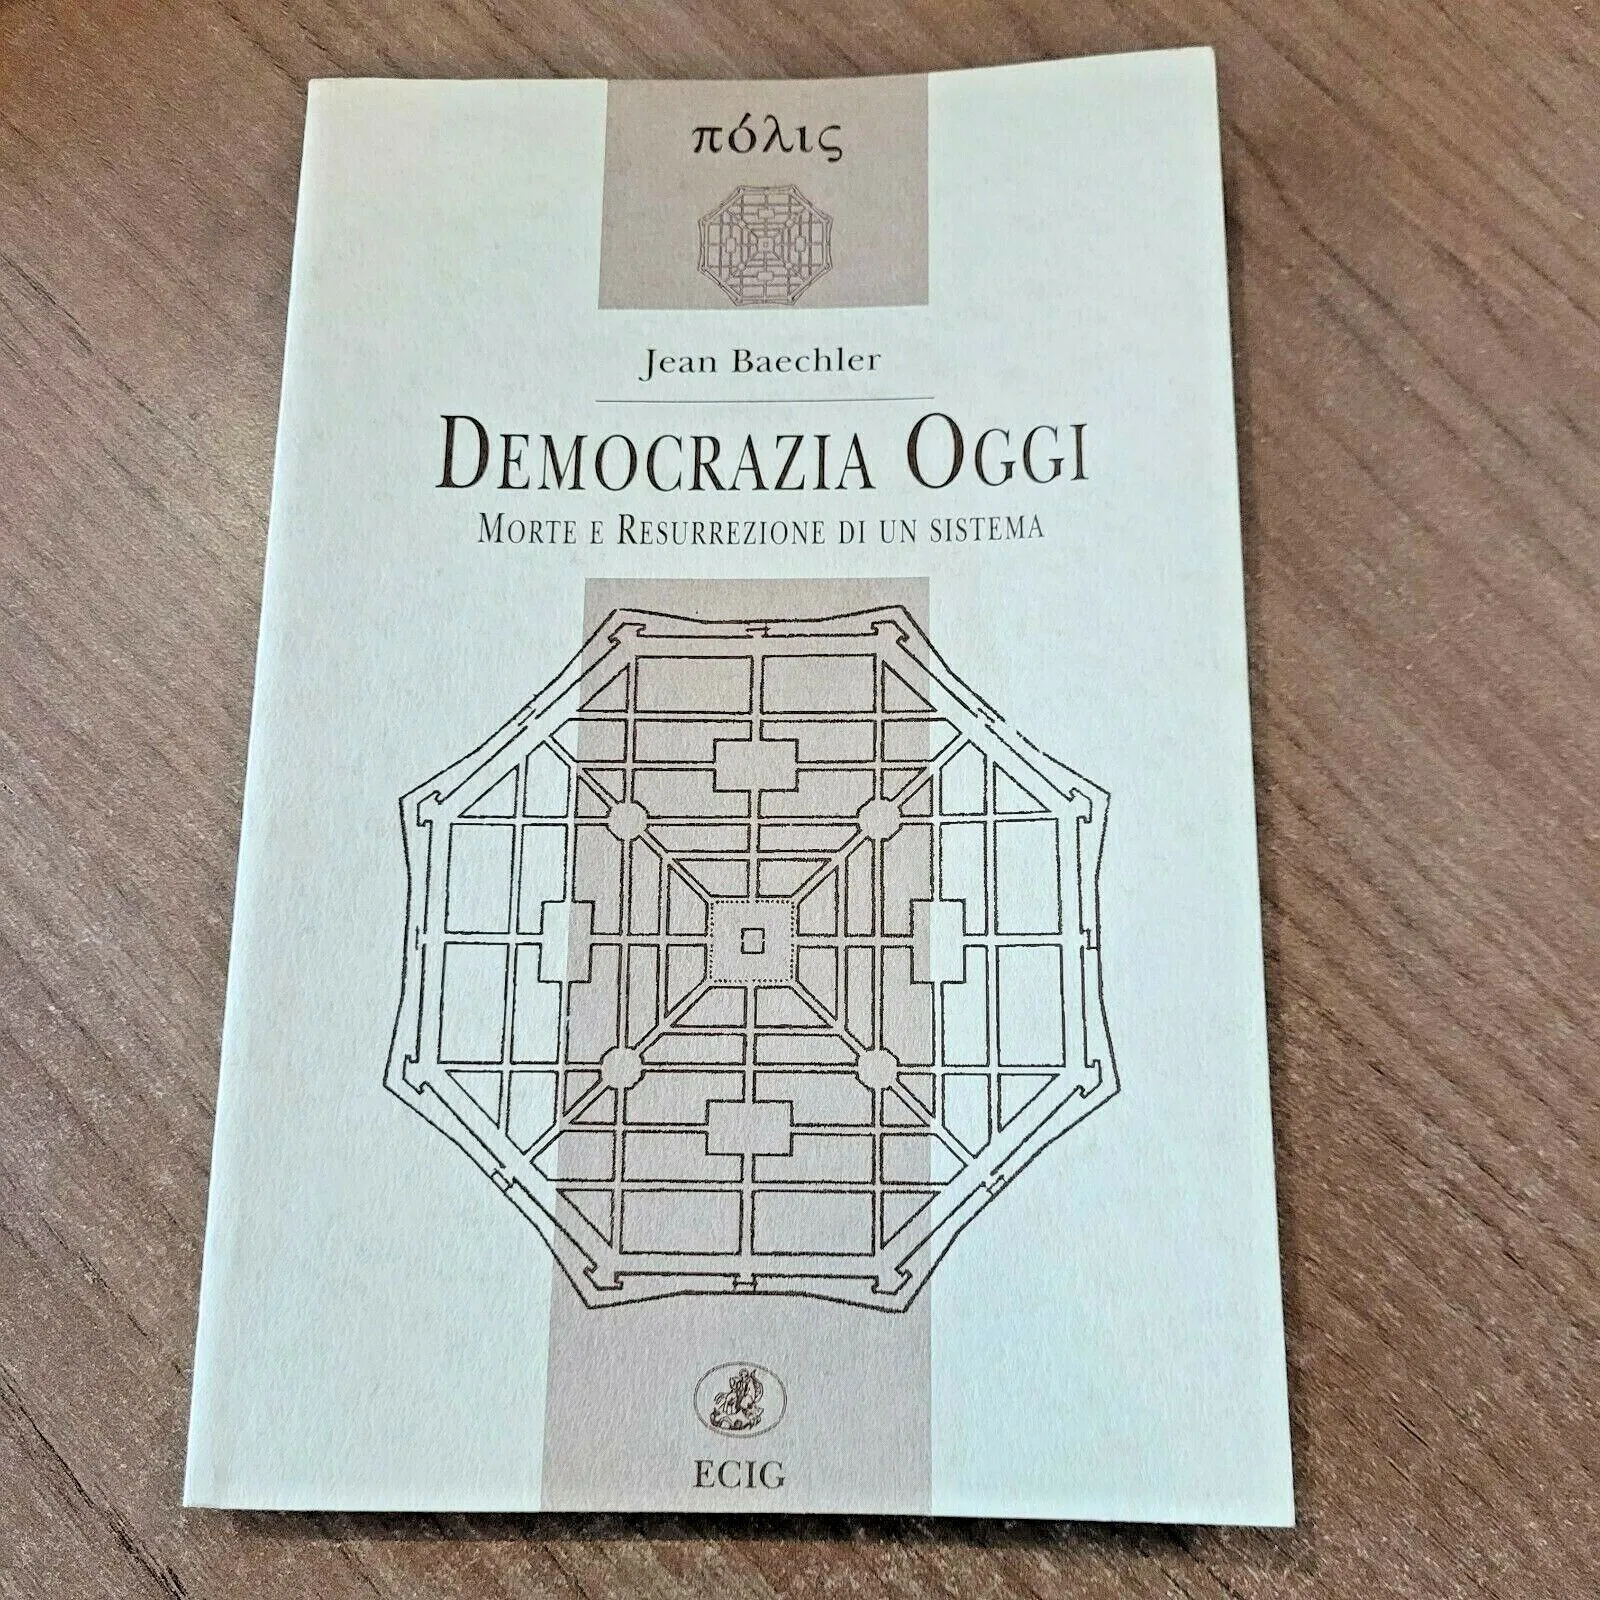 πόλις
Jean Baechler
DEMOCRAZIA OGGI
MORTE E RESURREZIONE DI UN SISTEMA
ECIG